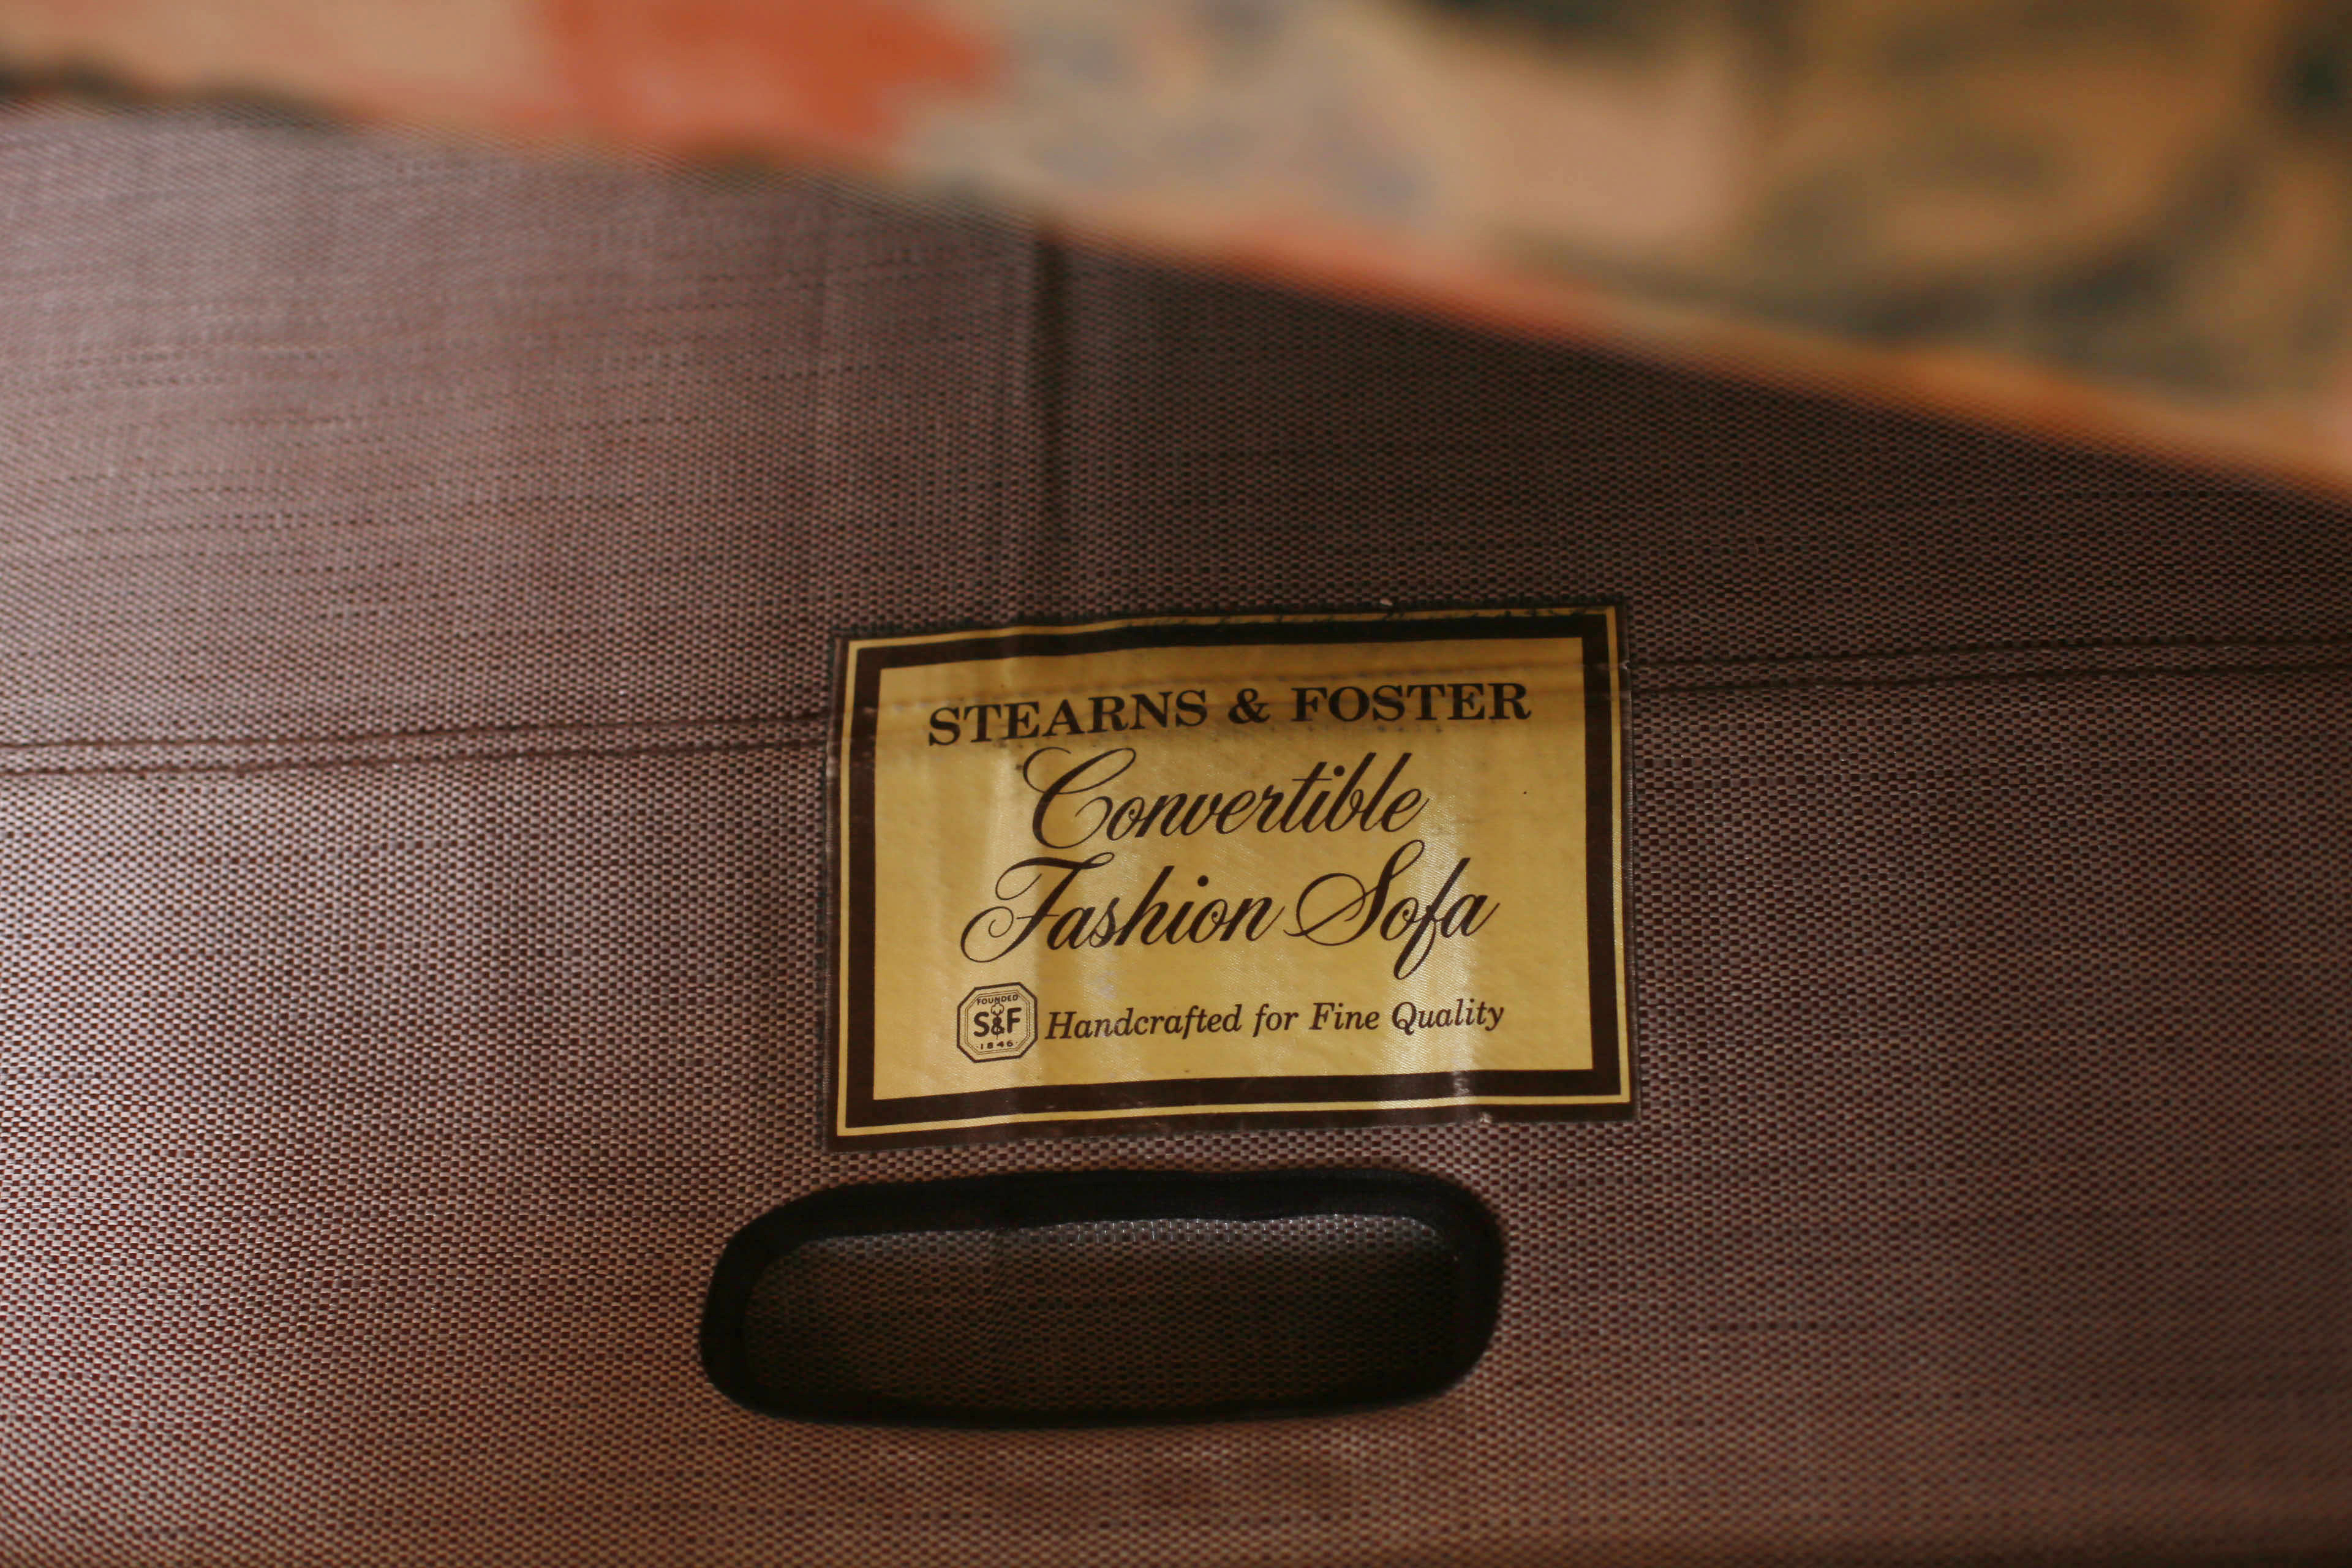 STEARNS & FOSTER
Convertible
Fashion Sofa
FOUNDED
S&F
1846
Handcrafted for Fine Quality